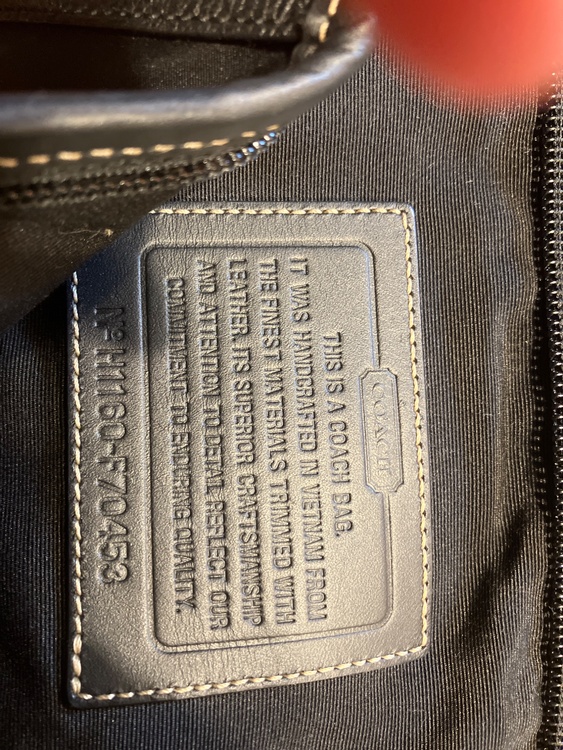 COACH
THIS IS A COACH BAG.
IT WAS HANDCRAFTED IN VIETNAM FROM
THE FINEST MATERIALS TRIMMED WITH
LEATHER. ITS SUPERIOR CRAFTSMANSHIP
AND ATTENTION TO DETAIL REFLECT OUR
COMMITMENT TO ENDURING QUALITY.
Nº H1160-F70453